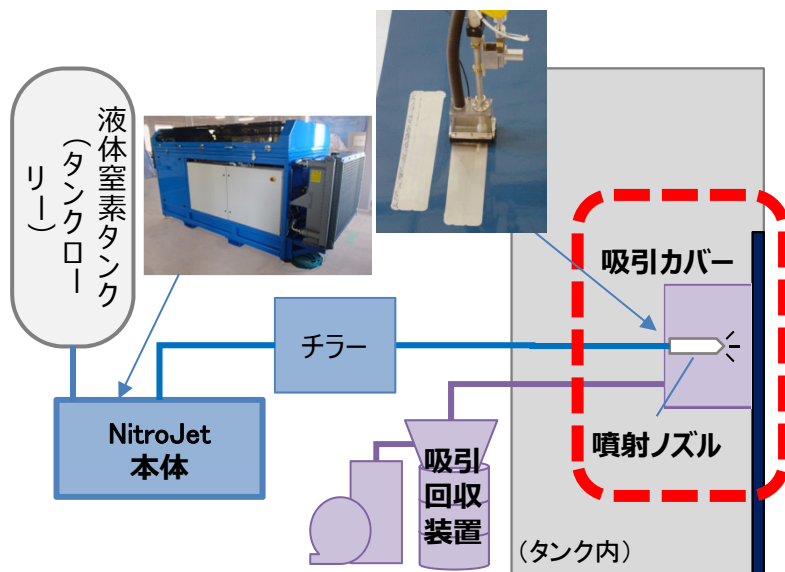 液体窒素タンク
（タンクロー
リー）
吸引カバー
チラー
NitroJet
本体
噴射ノズル
吸引
回収
装置
（タンク内）